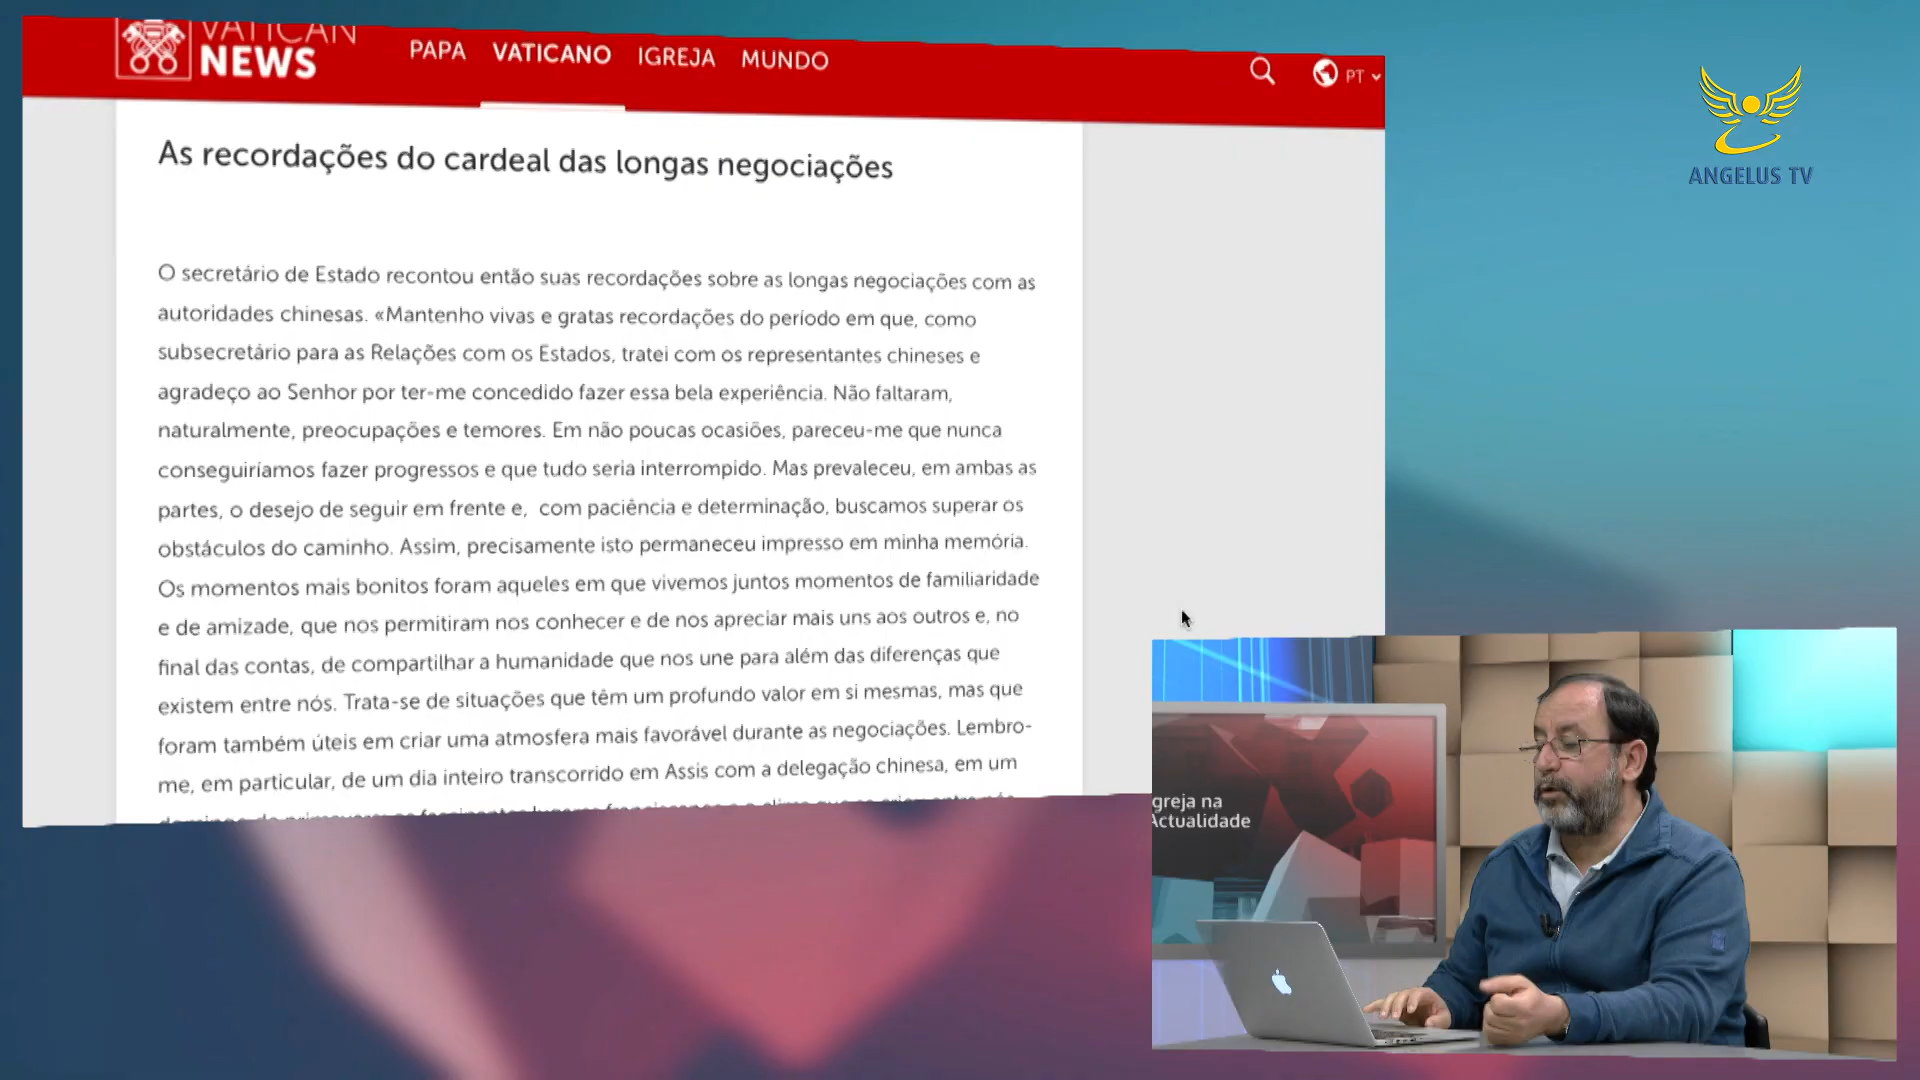 VATICAN
NEWS
PAPA
VATICANO
IGREJA
MUNDO
PT
ANGELUS TV
As recordações do cardeal das longas negociações
O secretário de Estado recontou então suas recordações sobre as longas negociações com as
autoridades chinesas. «Mantenho vivas e gratas recordações do período em que, como
subsecretário para as Relações com os Estados, tratei com os representantes chineses e
agradeço ao Senhor por ter-me concedido fazer essa bela experiência. Não faltaram,
naturalmente, preocupações e temores. Em não poucas ocasiões, pareceu-me que nunca
conseguiríamos fazer progressos e que tudo seria interrompido. Mas prevaleceu, em ambas as
partes, o desejo de seguir em frente e, com paciência e determinação, buscamos superar os
obstáculos do caminho. Assim, precisamente isto permaneceu impresso em minha memória.
Os momentos mais bonitos foram aqueles em que vivemos juntos momentos de familiaridade
e de amizade, que nos permitiram nos conhecer e de nos apreciar mais uns aos outros e, no
final das contas, de compartilhar a humanidade que nos une para além das diferenças que
existem entre nós. Trata-se de situações que têm um profundo valor em si mesmas, mas que
foram também úteis em criar uma atmosfera mais favorável durante as negociações. Lembro-
me, em particular, de um dia inteiro transcorrido em Assis com a delegação chinesa, em um
greja na
Actualidade